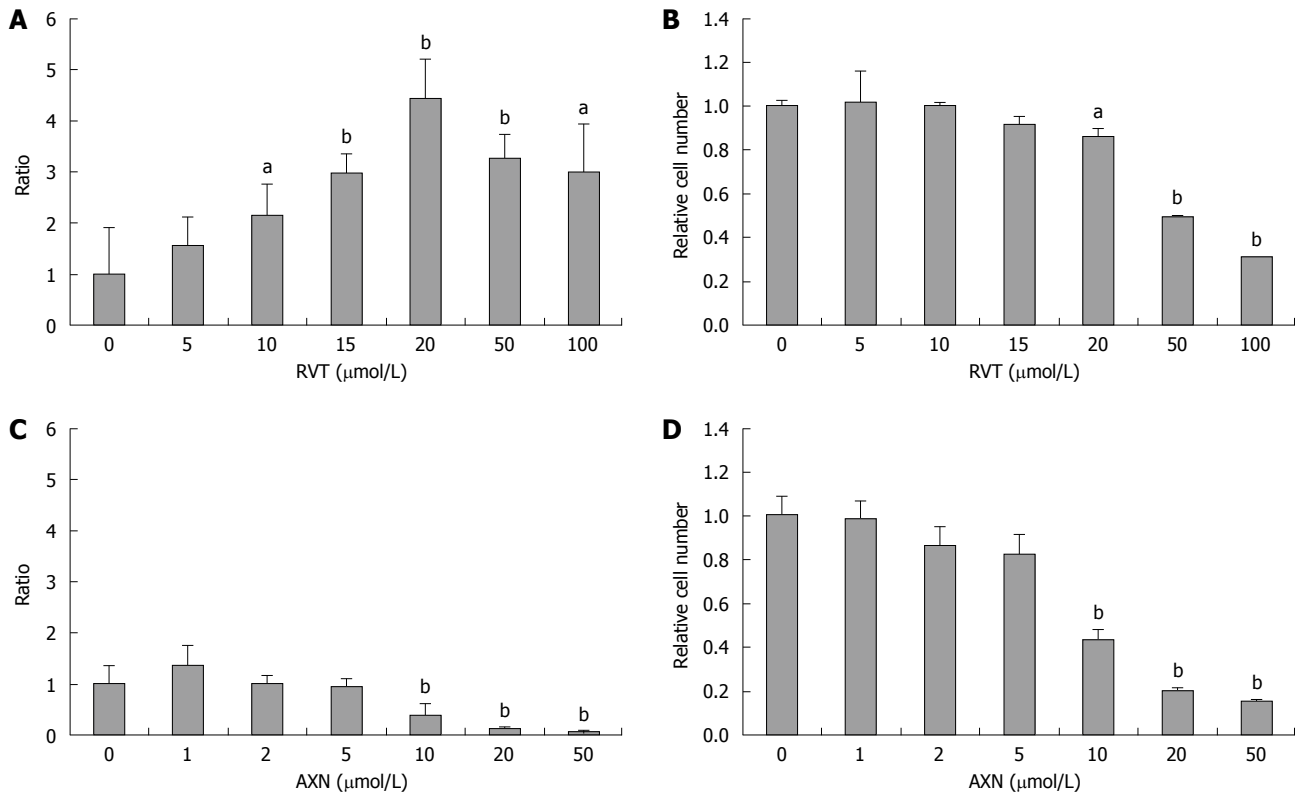 A
6
5
4
3
2
1
0
Ratio
a
b
b
b
a
0 5 10 15 20 50 100
RVT (μmol/L)
B
1.4
1.2
1.0
0.8
0.6
0.4
0.2
0.0
Relative cell number
a
b
b
0 5 10 15 20 50 100
RVT (μmol/L)
C
6
5
4
3
2
1
0
Ratio
b
b
b
0 1 2 5 10 20 50
AXN (μmol/L)
D
1.4
1.2
1.0
0.8
0.6
0.4
0.2
0.0
Relative cell number
b
b
b
0 1 2 5 10 20 50
AXN (μmol/L)